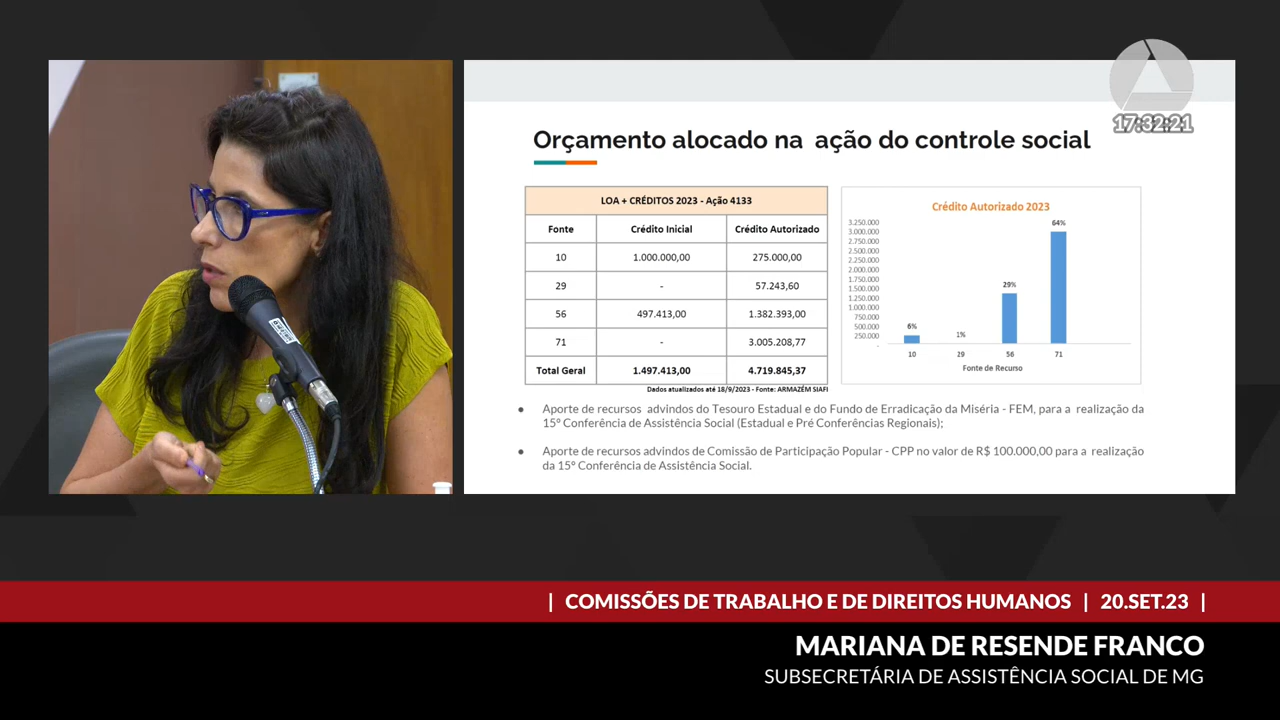 17:32:21
Orçamento alocado na ação do controle social
LOA + CRÉDITOS 2023 - Ação 4133
Fonte Crédito Inicial Crédito Autorizado
10 1.000.000,00 275.000,00
29 - 57.243,60
56 497.413,00 1.382.393,00
71 - 3.005.208,77
Total Geral 1.497.413,00 4.719.845,37
Dados atualizados até 18/9/2023 - Fonte: ARMAZÉM SIAFI
Crédito Autorizado 2023
3.250.000
3.000.000
2.750.000
2.500.000
2.250.000
2.000.000
1.750.000
1.500.000
1.250.000
1.000.000
750.000
500.000
250.000
-
6% 1% 29% 64%
10 29 56 71
Fonte de Recurso
● Aporte de recursos advindos do Tesouro Estadual e do Fundo de Erradicação da Miséria - FEM, para a realização da
15º Conferência de Assistência Social (Estadual e Pré Conferências Regionais);
● Aporte de recursos advindos de Comissão de Participação Popular - CPP no valor de R$ 100.000,00 para a realização
da 15º Conferência de Assistência Social.
| COMISSÕES DE TRABALHO E DE DIREITOS HUMANOS | 20.SET.23 |
MARIANA DE RESENDE FRANCO
SUBSECRETÁRIA DE ASSISTÊNCIA SOCIAL DE MG